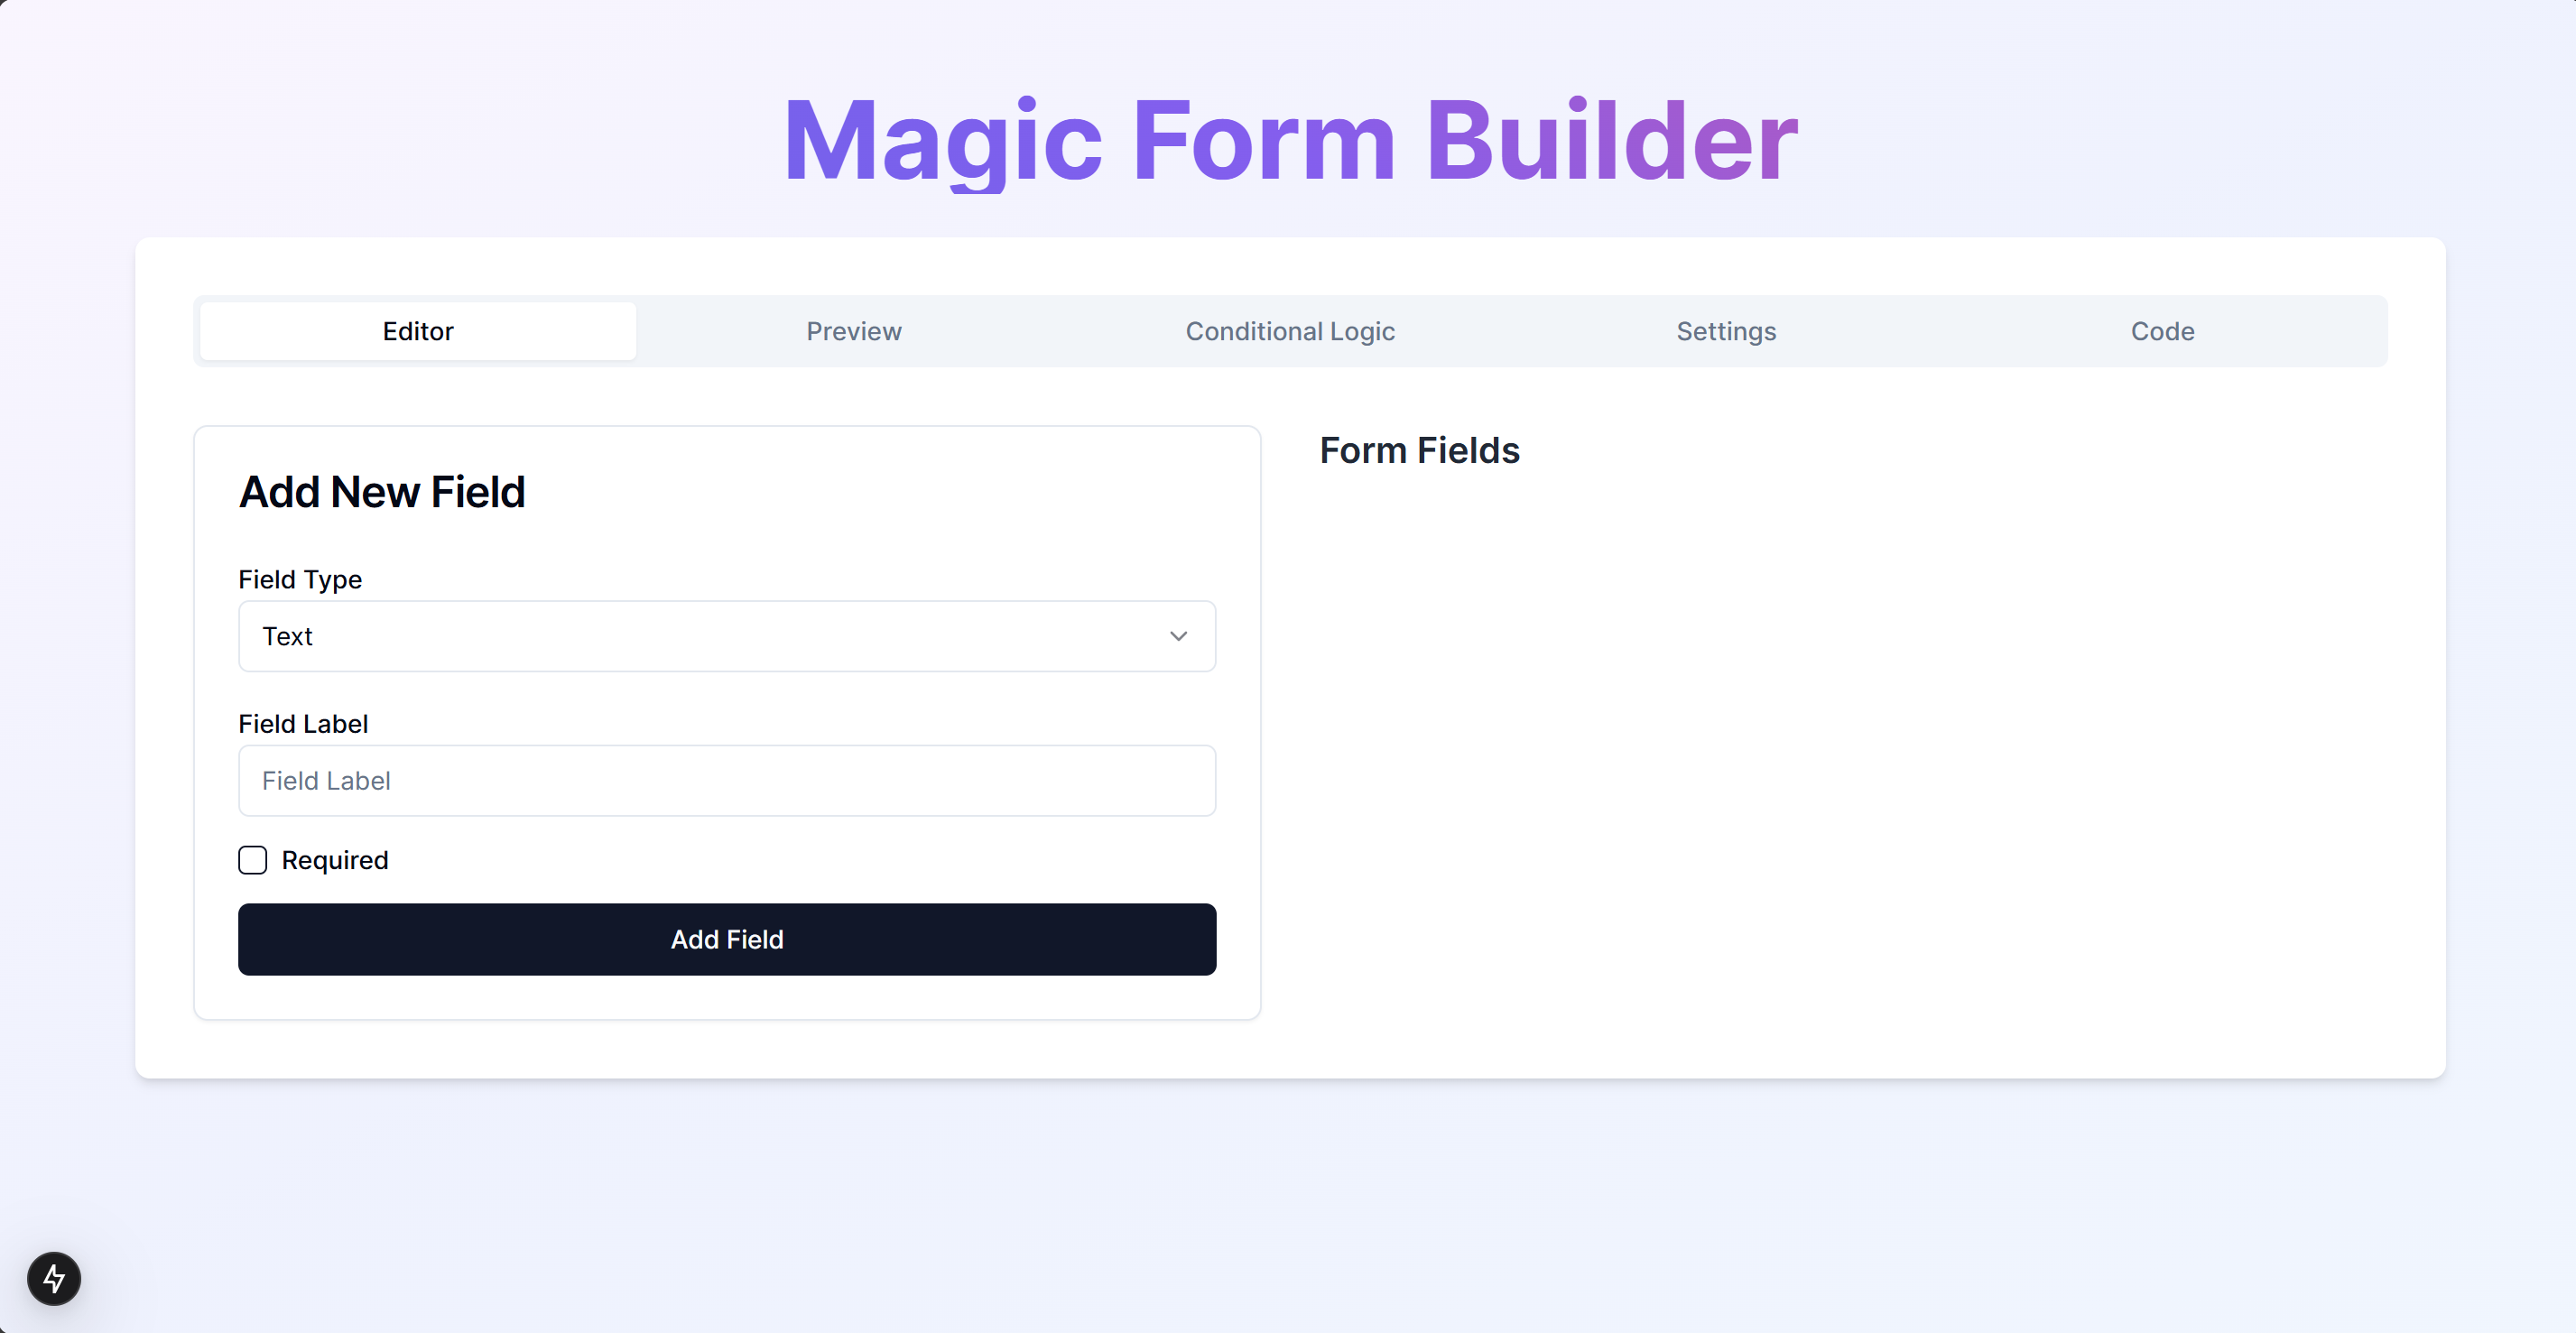 Magic Form Builder
Editor Preview Conditional Logic Settings Code
Add New Field
Field Type
Text
Field Label
Field Label
Required
Add Field
Form Fields